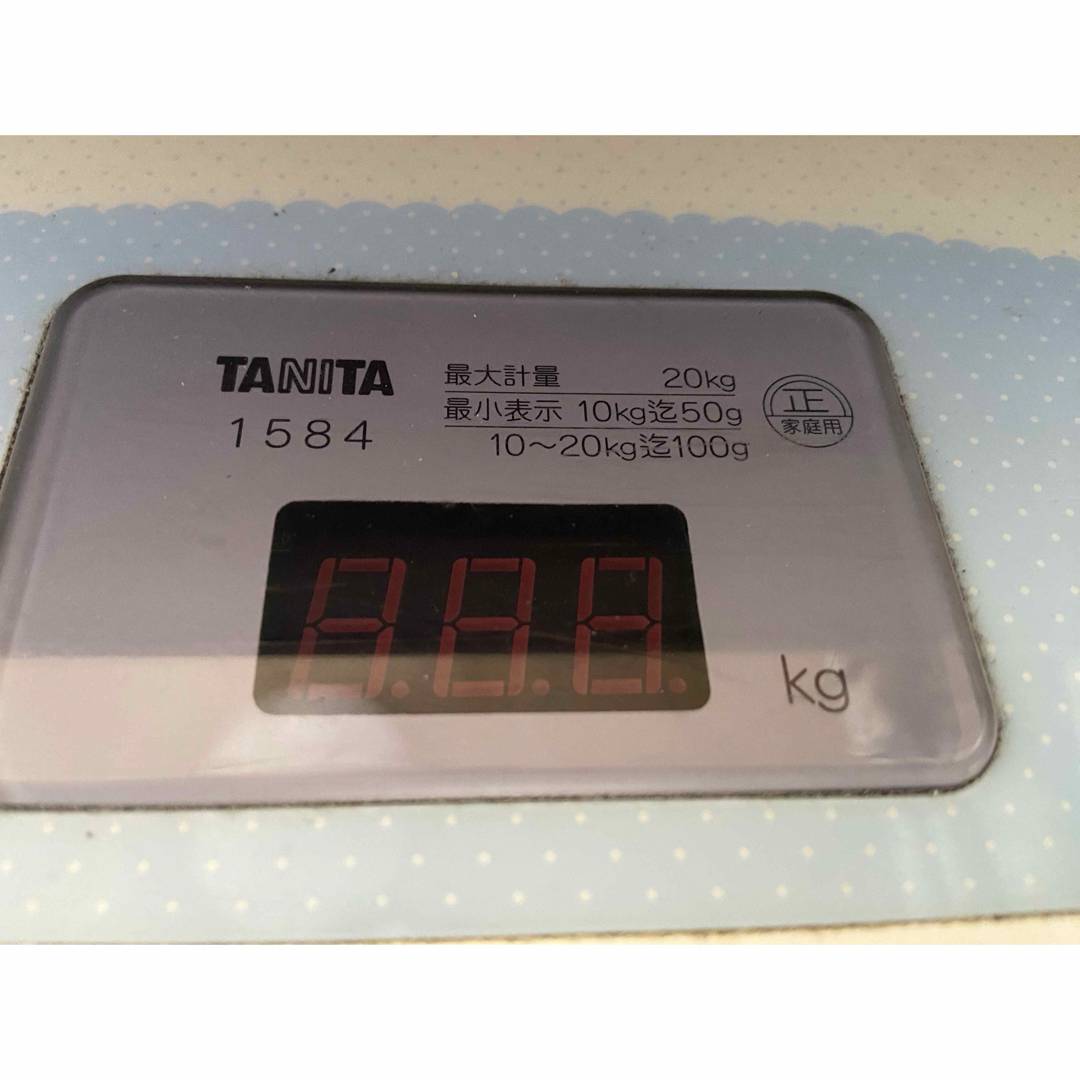 TANITA
1584
最大計量 20kg
最小表示 10kg迄50g
10～20kg迄100g
正
家庭用
8.8.8.
kg